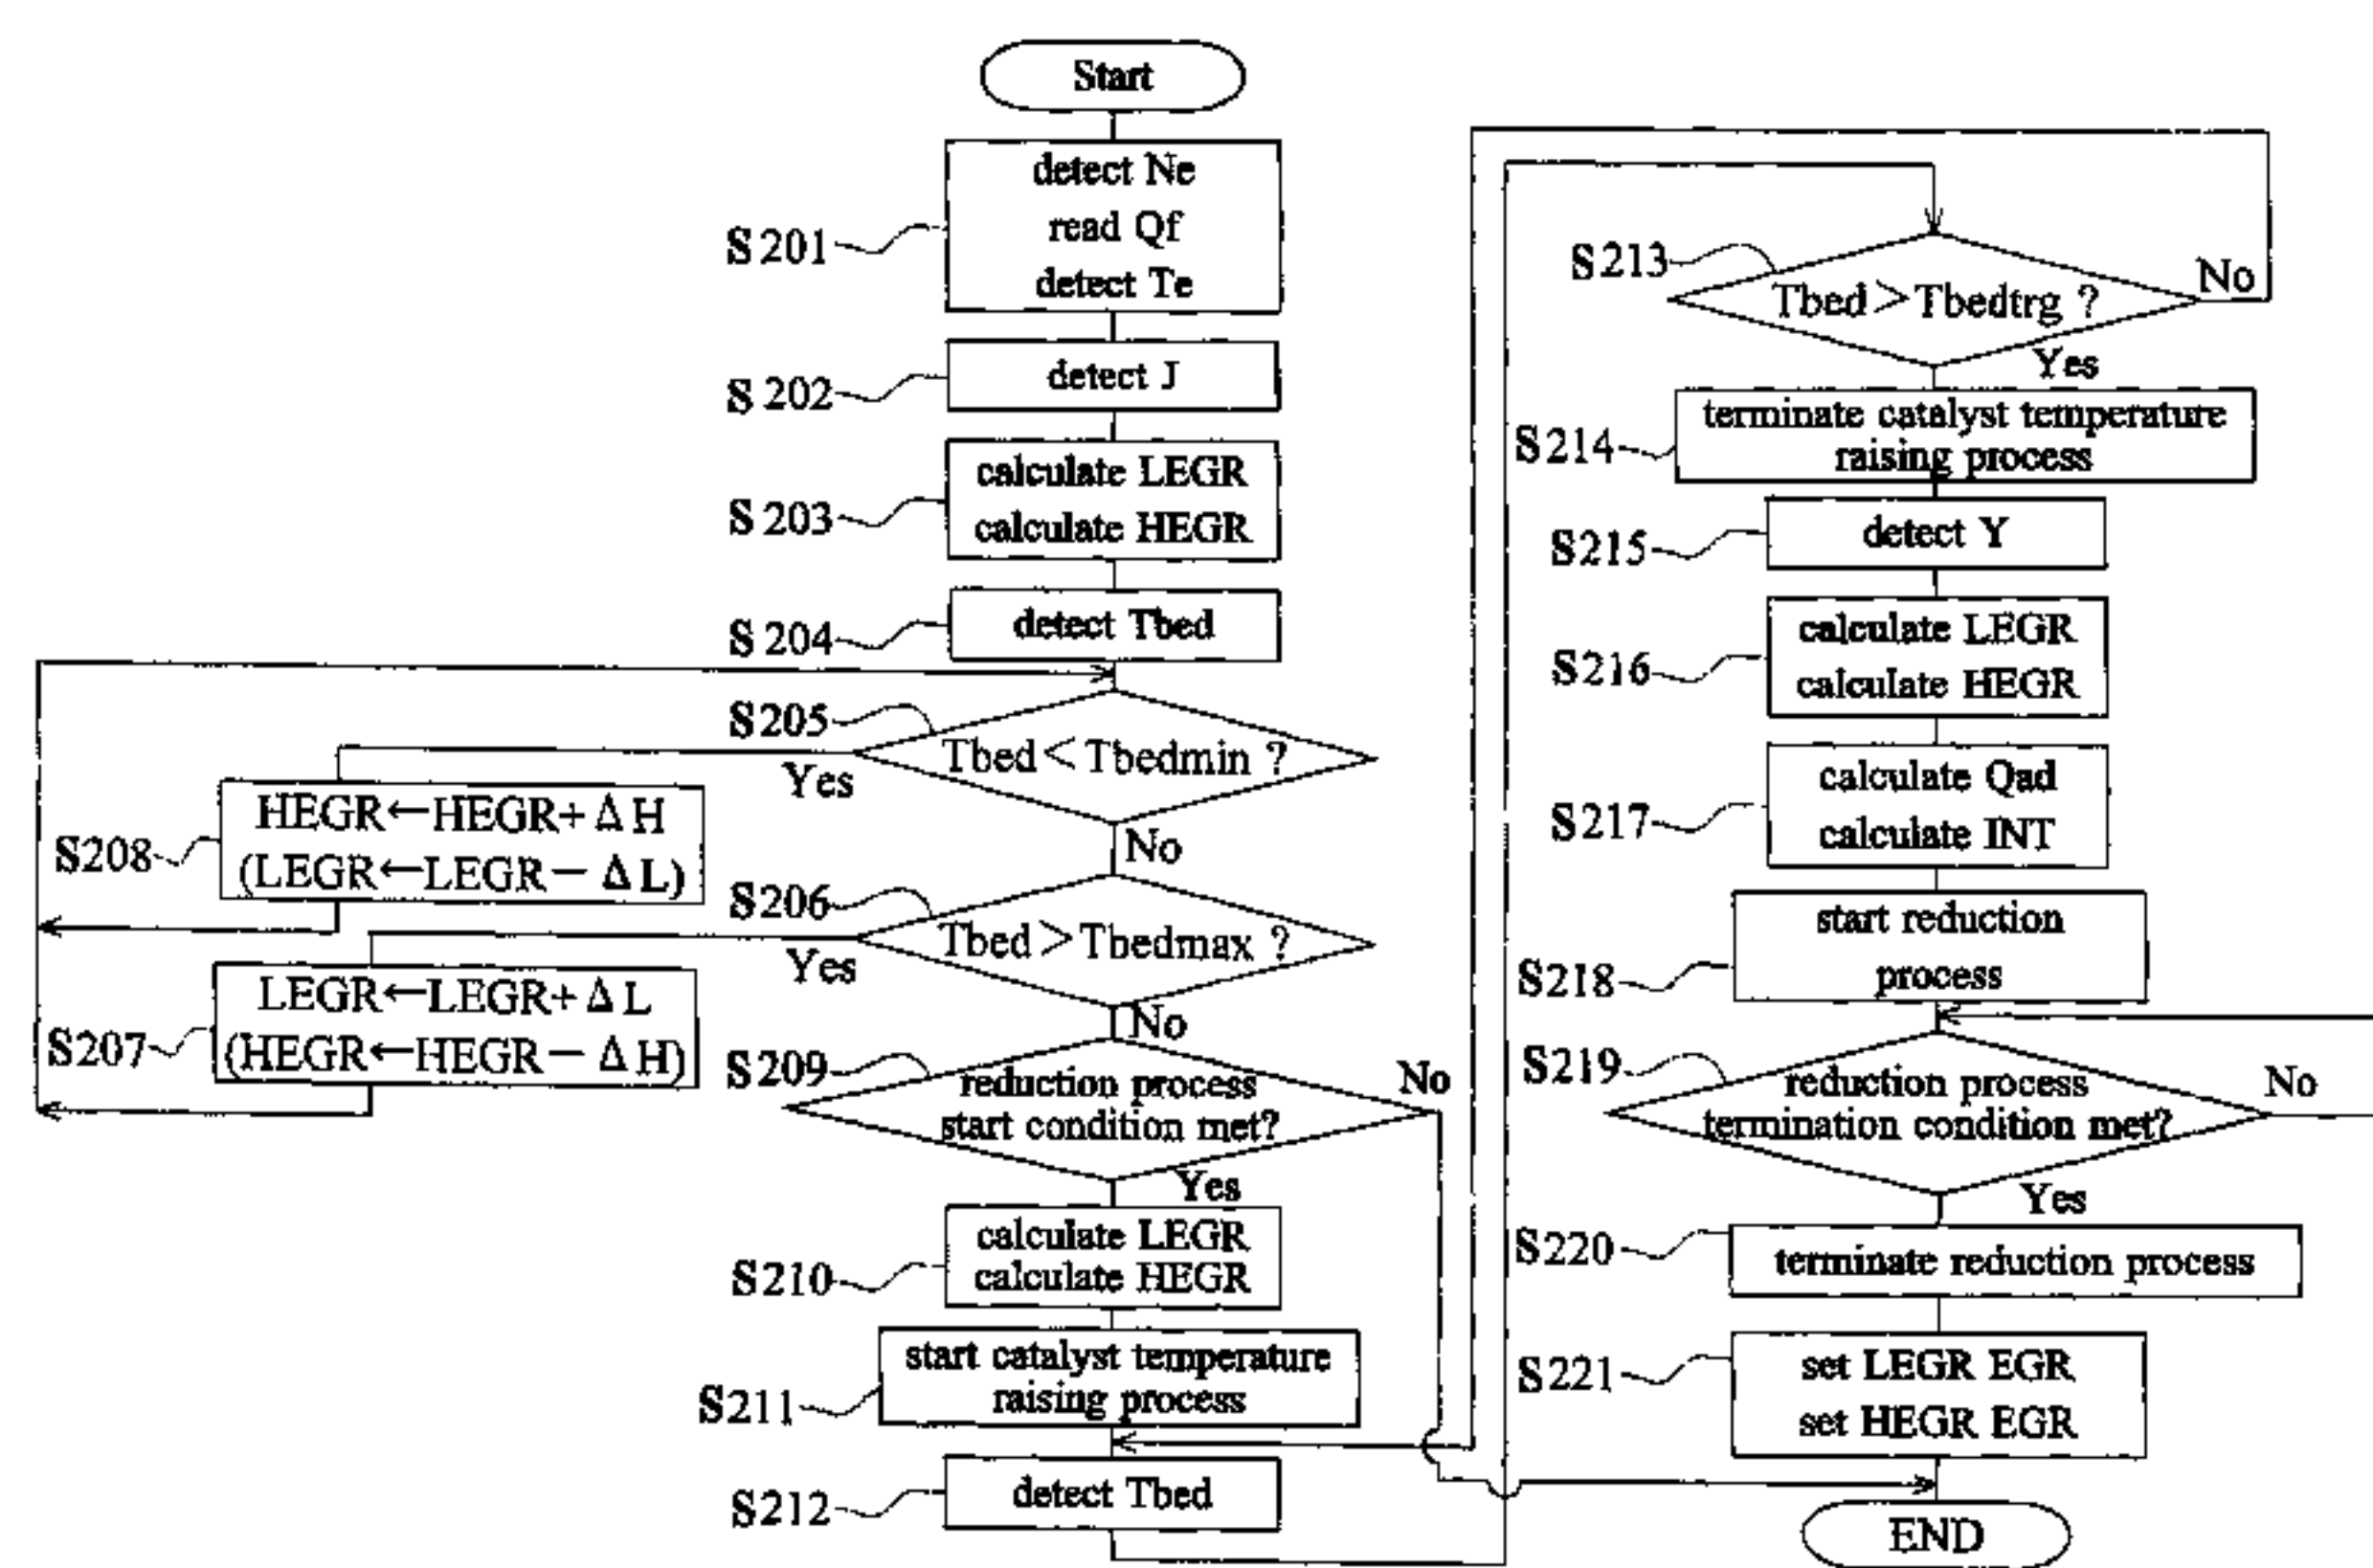 Start
detect Ne
read Qf
detect Te
S201
detect J
S202
calculate LEGR
calculate HEGR
S203
detect Tbed
S204
S205
Tbed<Tbedmin ?
Yes
No
HEGR←HEGR+ΔH
(LEGR←LEGR−ΔL)
S208
S206
Tbed>Tbedmax ?
Yes
No
LEGR←LEGR+ΔL
(HEGR←HEGR−ΔH)
S207
S209
reduction process
start condition met?
No
Yes
calculate LEGR
calculate HEGR
S210
start catalyst temperature
raising process
S211
detect Tbed
S212
S213
Tbed>Tbedtrg ?
No
Yes
terminate catalyst temperature
raising process
S214
detect Y
S215
calculate LEGR
calculate HEGR
S216
calculate Qad
calculate INT
S217
start reduction
process
S218
S219
reduction process
termination condition met?
No
Yes
S220
terminate reduction process
set LEGR EGR
set HEGR EGR
S221
END